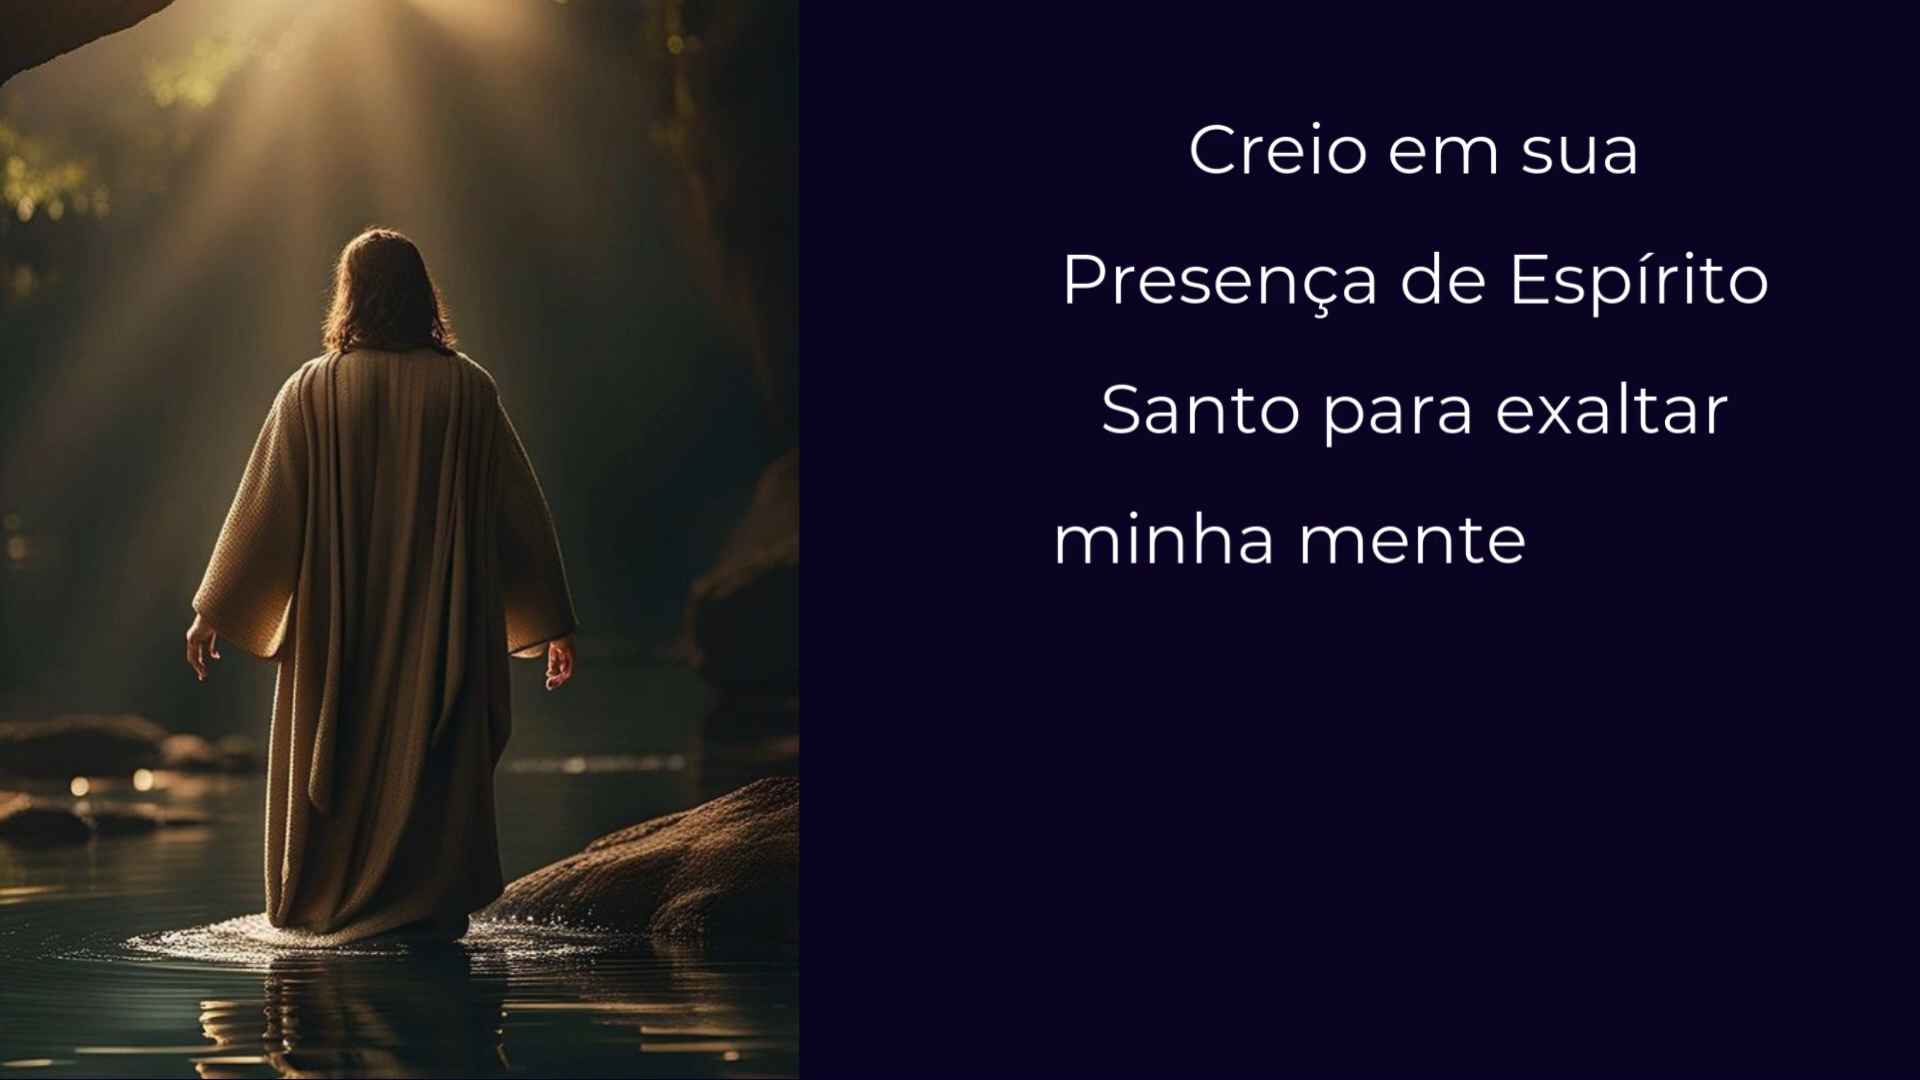 Creio em sua
Presença de Espírito
Santo para exaltar
minha mente